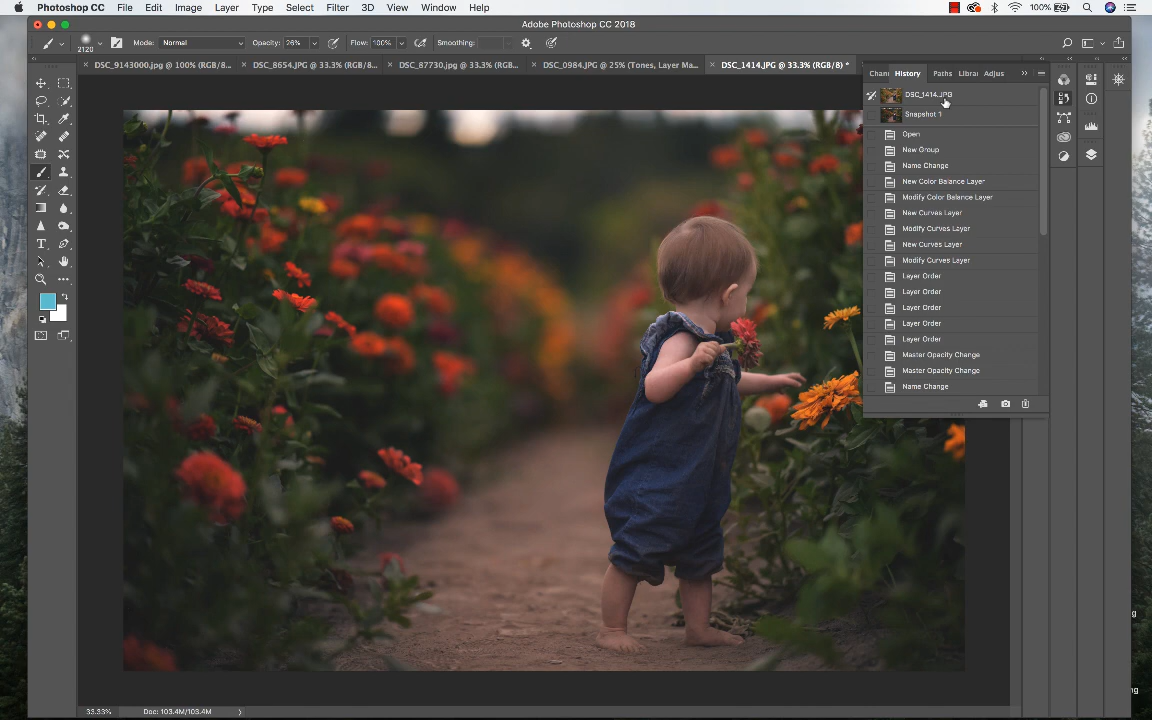 Photoshop CC File Edit Image Layer Type Select Filter 3D View Window Help 100%
Adobe Photoshop CC 2018
2120 Mode: Normal Opacity: 26% Flow: 100% Smoothing:
× DSC_9143000.jpg @ 100% (RGB/8... × DSC_8654.jpg @ 33.3% (RGB/8... × DSC_87730.jpg @ 33.3% (RGB... × DSC_0984.JPG @ 25% (Tones, Layer Ma... × DSC_1414.JPG @ 33.3% (RGB/8) *
Chann History Paths Librar Adjus
DSC_1414.JPG
Snapshot 1
Open
New Group
Name Change
New Color Balance Layer
Modify Color Balance Layer
New Curves Layer
Modify Curves Layer
New Curves Layer
Modify Curves Layer
Layer Order
Layer Order
Layer Order
Layer Order
Layer Order
Master Opacity Change
Master Opacity Change
Name Change
33.33% Doc: 103.4M/103.4M